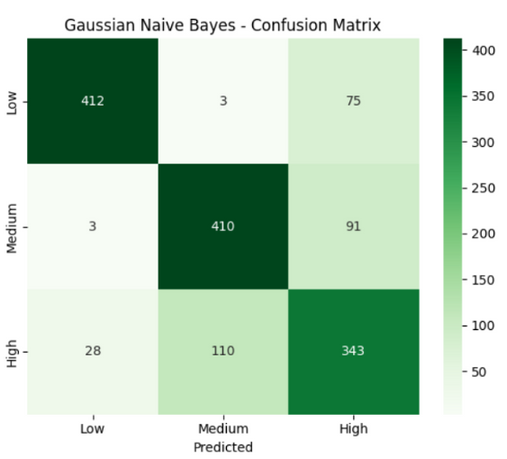 Gaussian Naive Bayes - Confusion Matrix
Low
412 3 75
Medium
3 410 91
High
28 110 343
Low Medium High
Predicted
400
350
300
250
200
150
100
50